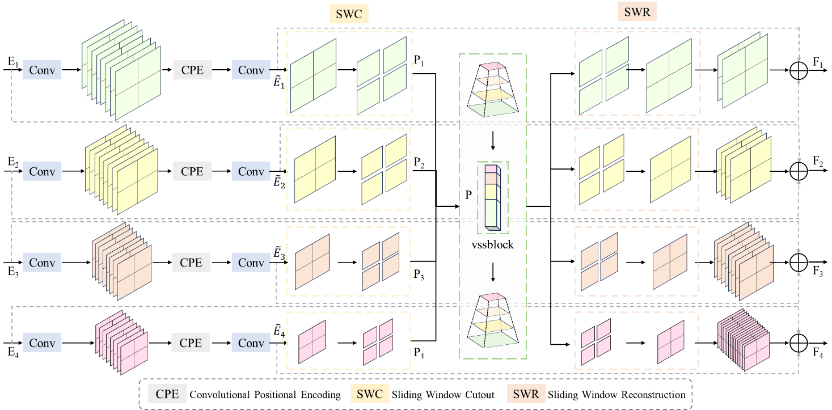 SWC
SWR
E1 Conv CPE Conv Ẽ1 P1 F1
E2 Conv CPE Conv Ẽ2 P2 F2
P
vssblock
E3 Conv CPE Conv Ẽ3 P3 F3
E4 Conv CPE Conv Ẽ4 P4 F4
CPE Convolutional Positional Encoding SWC Sliding Window Cutout SWR Sliding Window Reconstruction